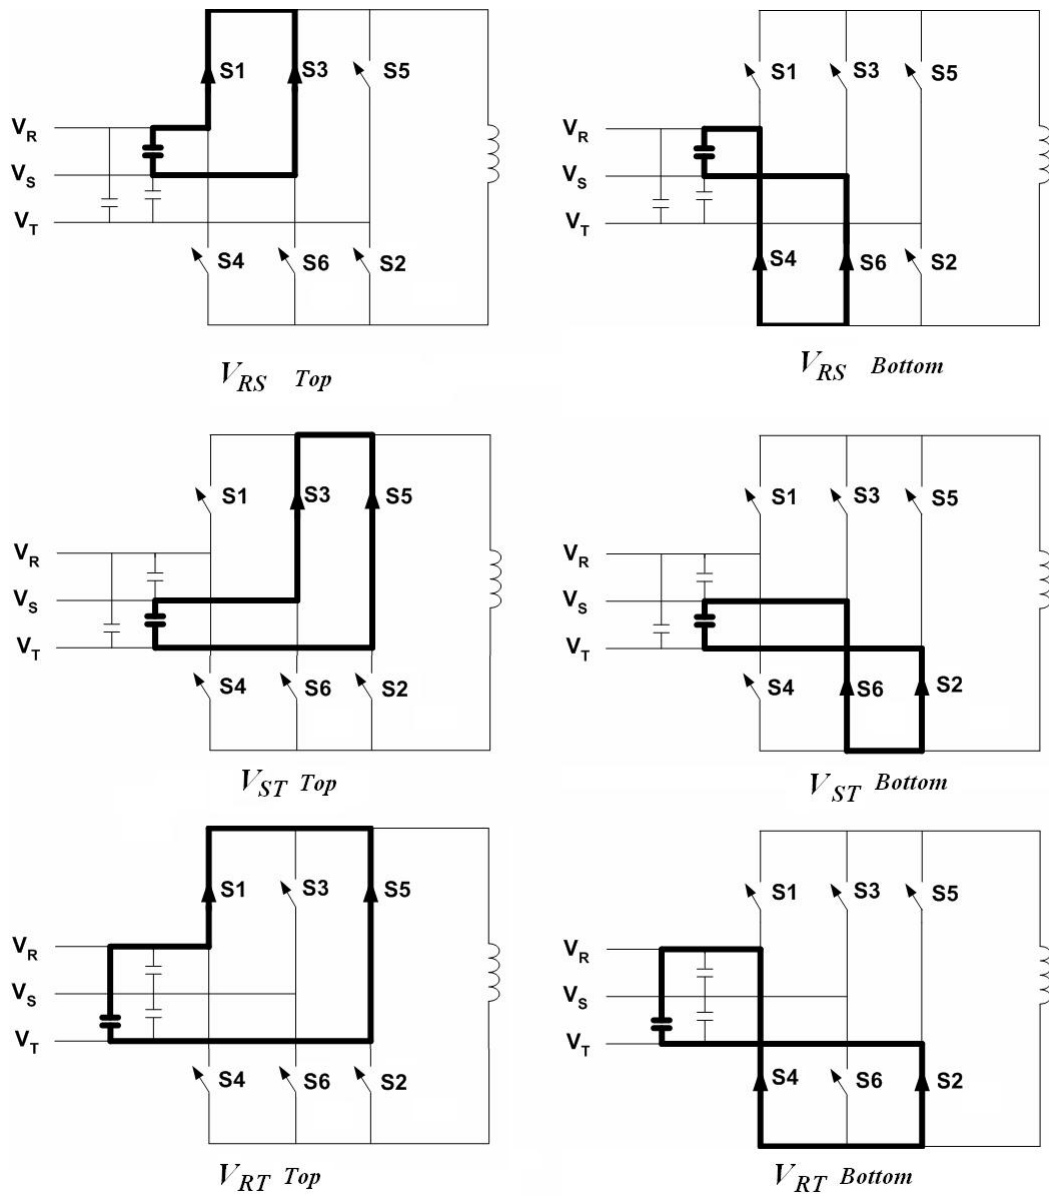 S1 S3 S5
V_R
V_S
V_T
S4 S6 S2
V_RS Top
S1 S3 S5
V_R
V_S
V_T
S4 S6 S2
V_RS Bottom
S1 S3 S5
V_R
V_S
V_T
S4 S6 S2
V_ST Top
S1 S3 S5
V_R
V_S
V_T
S4 S6 S2
V_ST Bottom
S1 S3 S5
V_R
V_S
V_T
S4 S6 S2
V_RT Top
S1 S3 S5
V_R
V_S
V_T
S4 S6 S2
V_RT Bottom